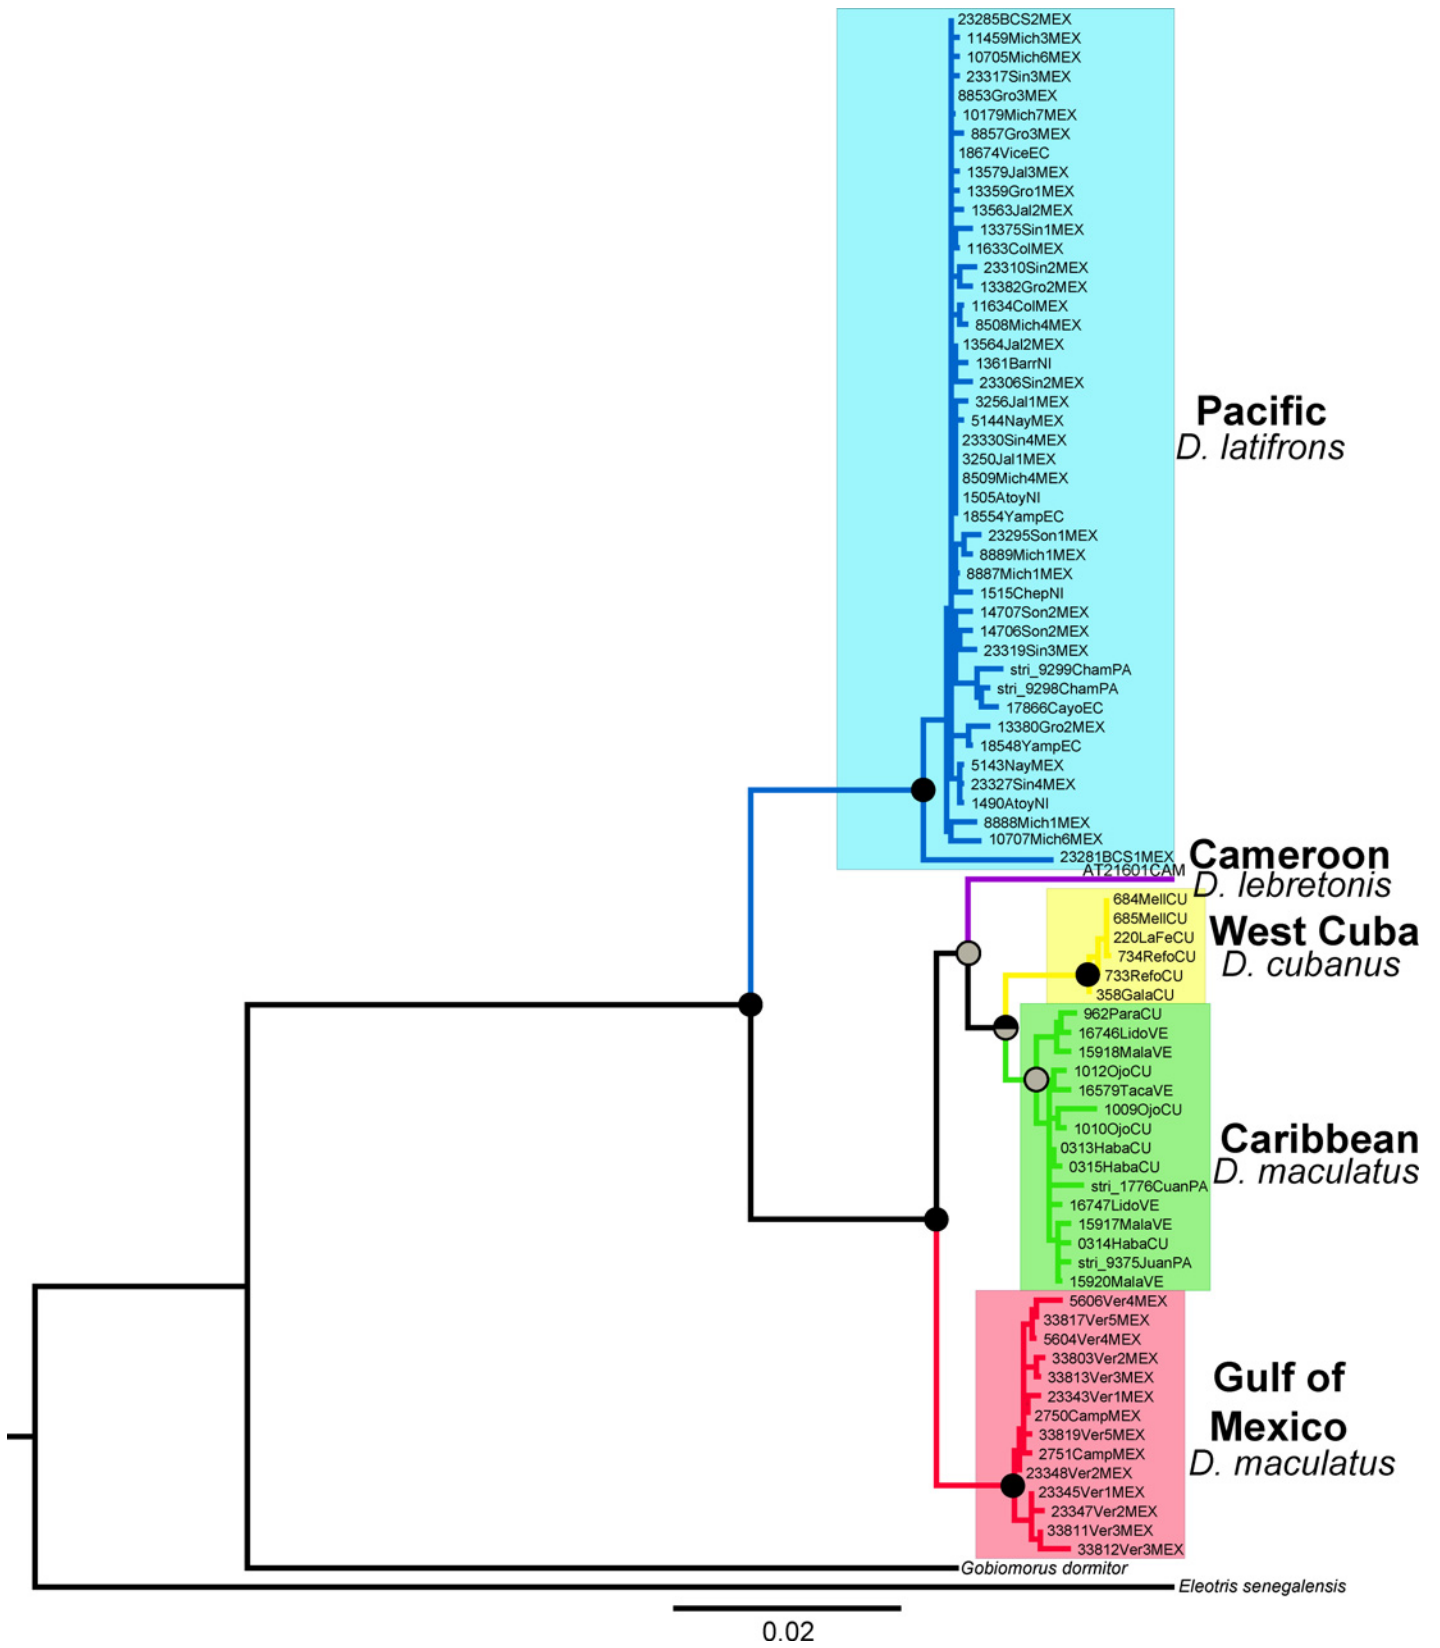 23285BCS2MEX
11459Mich3MEX
10705Mich6MEX
23317Sin3MEX
8853Gro3MEX
10179Mich7MEX
8857Gro3MEX
18674ViceEC
13579Jal3MEX
13359Gro1MEX
13563Jal2MEX
13375Sin1MEX
11633ColMEX
23310Sin2MEX
13382Gro2MEX
11634ColMEX
8508Mich4MEX
13564Jal2MEX
1361BarrNI
23306Sin2MEX
3256Jal1MEX
5144NayMEX
23330Sin4MEX
3250Jal1MEX
8509Mich4MEX
1505AtoyNI
18554YampEC
23295Son1MEX
8889Mich1MEX
8887Mich1MEX
1515ChepNI
14707Son2MEX
14706Son2MEX
23319Sin3MEX
stri_9299ChamPA
stri_9298ChamPA
17866CayoEC
13380Gro2MEX
18548YampEC
5143NayMEX
23327Sin4MEX
1490AtoyNI
8888Mich1MEX
10707Mich6MEX
23281BCS1MEX
Pacific
D. latifrons
AT21601CAM
Cameroon
D. lebretonis
684MellCU
685MellCU
220LaFeCU
734RefoCU
733RefoCU
358GalaCU
West Cuba
D. cubanus
962ParaCU
16746LidoVE
15918MalaVE
1012OjoCU
16579TacaVE
1009OjoCU
1010OjoCU
0313HabaCU
0315HabaCU
stri_1776CuanPA
16747LidoVE
15917MalaVE
0314HabaCU
stri_9375JuanPA
15920MalaVE
Caribbean
D. maculatus
5606Ver4MEX
33817Ver5MEX
5604Ver4MEX
33803Ver2MEX
33813Ver3MEX
23343Ver1MEX
2750CampMEX
33819Ver5MEX
2751CampMEX
23348Ver2MEX
23345Ver1MEX
23347Ver2MEX
33811Ver3MEX
33812Ver3MEX
Gulf of
Mexico
D. maculatus
Gobiomorus dormitor
Eleotris senegalensis
0.02